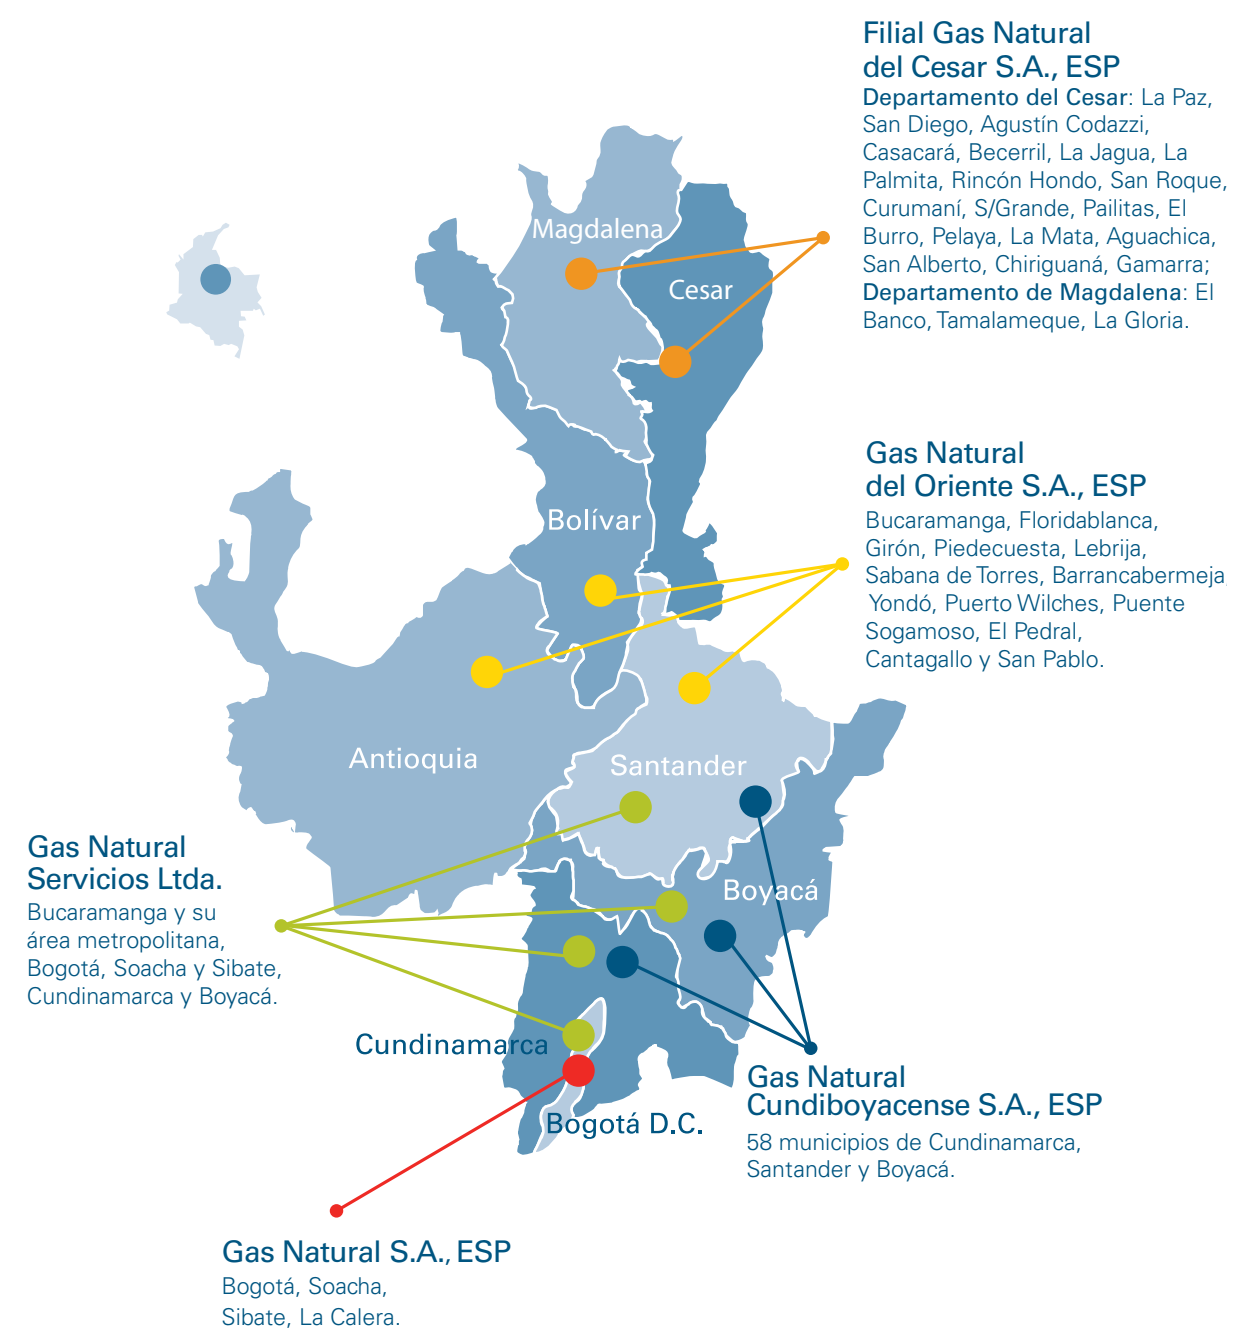 Filial Gas Natural
del Cesar S.A., ESP
Departamento del Cesar: La Paz,
San Diego, Agustín Codazzi,
Casacará, Becerril, La Jagua, La
Palmita, Rincón Hondo, San Roque,
Curumaní, S/Grande, Pailitas, El
Burro, Pelaya, La Mata, Aguachica,
San Alberto, Chiriguaná, Gamarra;
Departamento de Magdalena: El
Banco, Tamalameque, La Gloria.
Magdalena
Cesar
Gas Natural
del Oriente S.A., ESP
Bucaramanga, Floridablanca,
Girón, Piedecuesta, Lebrija,
Sabana de Torres, Barrancabermeja
Yondó, Puerto Wilches, Puente
Sogamoso, El Pedral,
Cantagallo y San Pablo.
Bolívar
Antioquia
Santander
Gas Natural
Servicios Ltda.
Bucaramanga y su
área metropolitana,
Bogotá, Soacha y Sibate,
Cundinamarca y Boyacá.
Boyacá
Cundinamarca
Bogotá D.C.
Gas Natural
Cundiboyacense S.A., ESP
58 municipios de Cundinamarca,
Santander y Boyacá.
Gas Natural S.A., ESP
Bogotá, Soacha,
Sibate, La Calera.